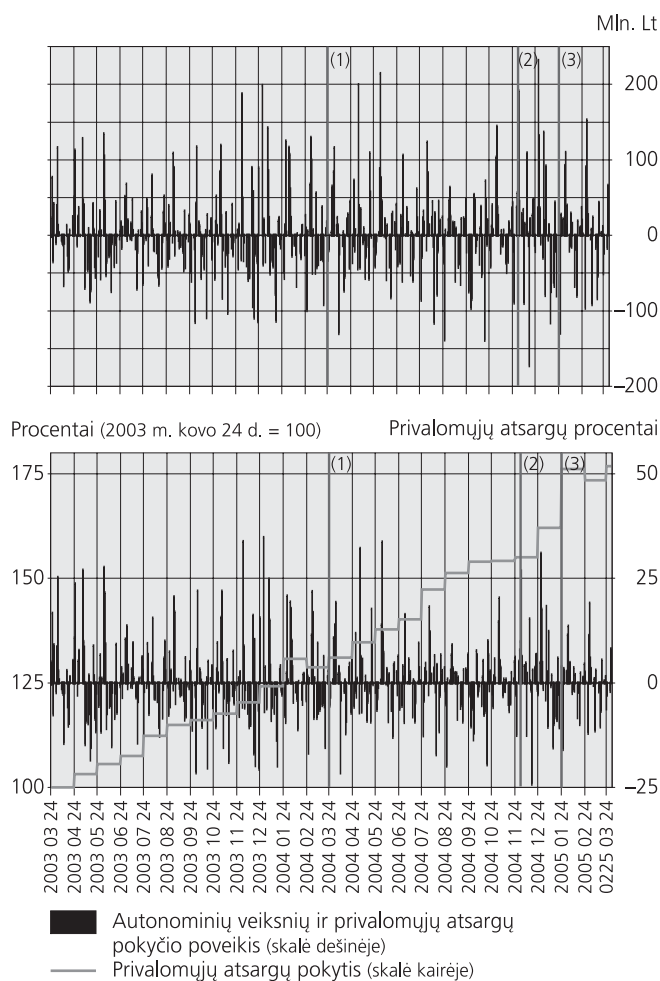 Mln. Lt
(1) (2) (3)
200
100
0
–100
–200
Procentai (2003 m. kovo 24 d. = 100) Privalomųjų atsargų procentai
175 (1) (2) (3) 50
150 25
125 0
100 –25
2003 03 24
2003 04 24
2003 05 24
2003 06 24
2003 07 24
2003 08 24
2003 09 24
2003 10 24
2003 11 24
2003 12 24
2004 01 24
2004 02 24
2004 03 24
2004 04 24
2004 05 24
2004 06 24
2004 07 24
2004 08 24
2004 09 24
2004 10 24
2004 11 24
2004 12 24
2005 01 24
2005 02 24
0225 03 24
Autonominių veiksnių ir privalomųjų atsargų
pokyčio poveikis (skalė dešinėje)
Privalomųjų atsargų pokytis (skalė kairėje)